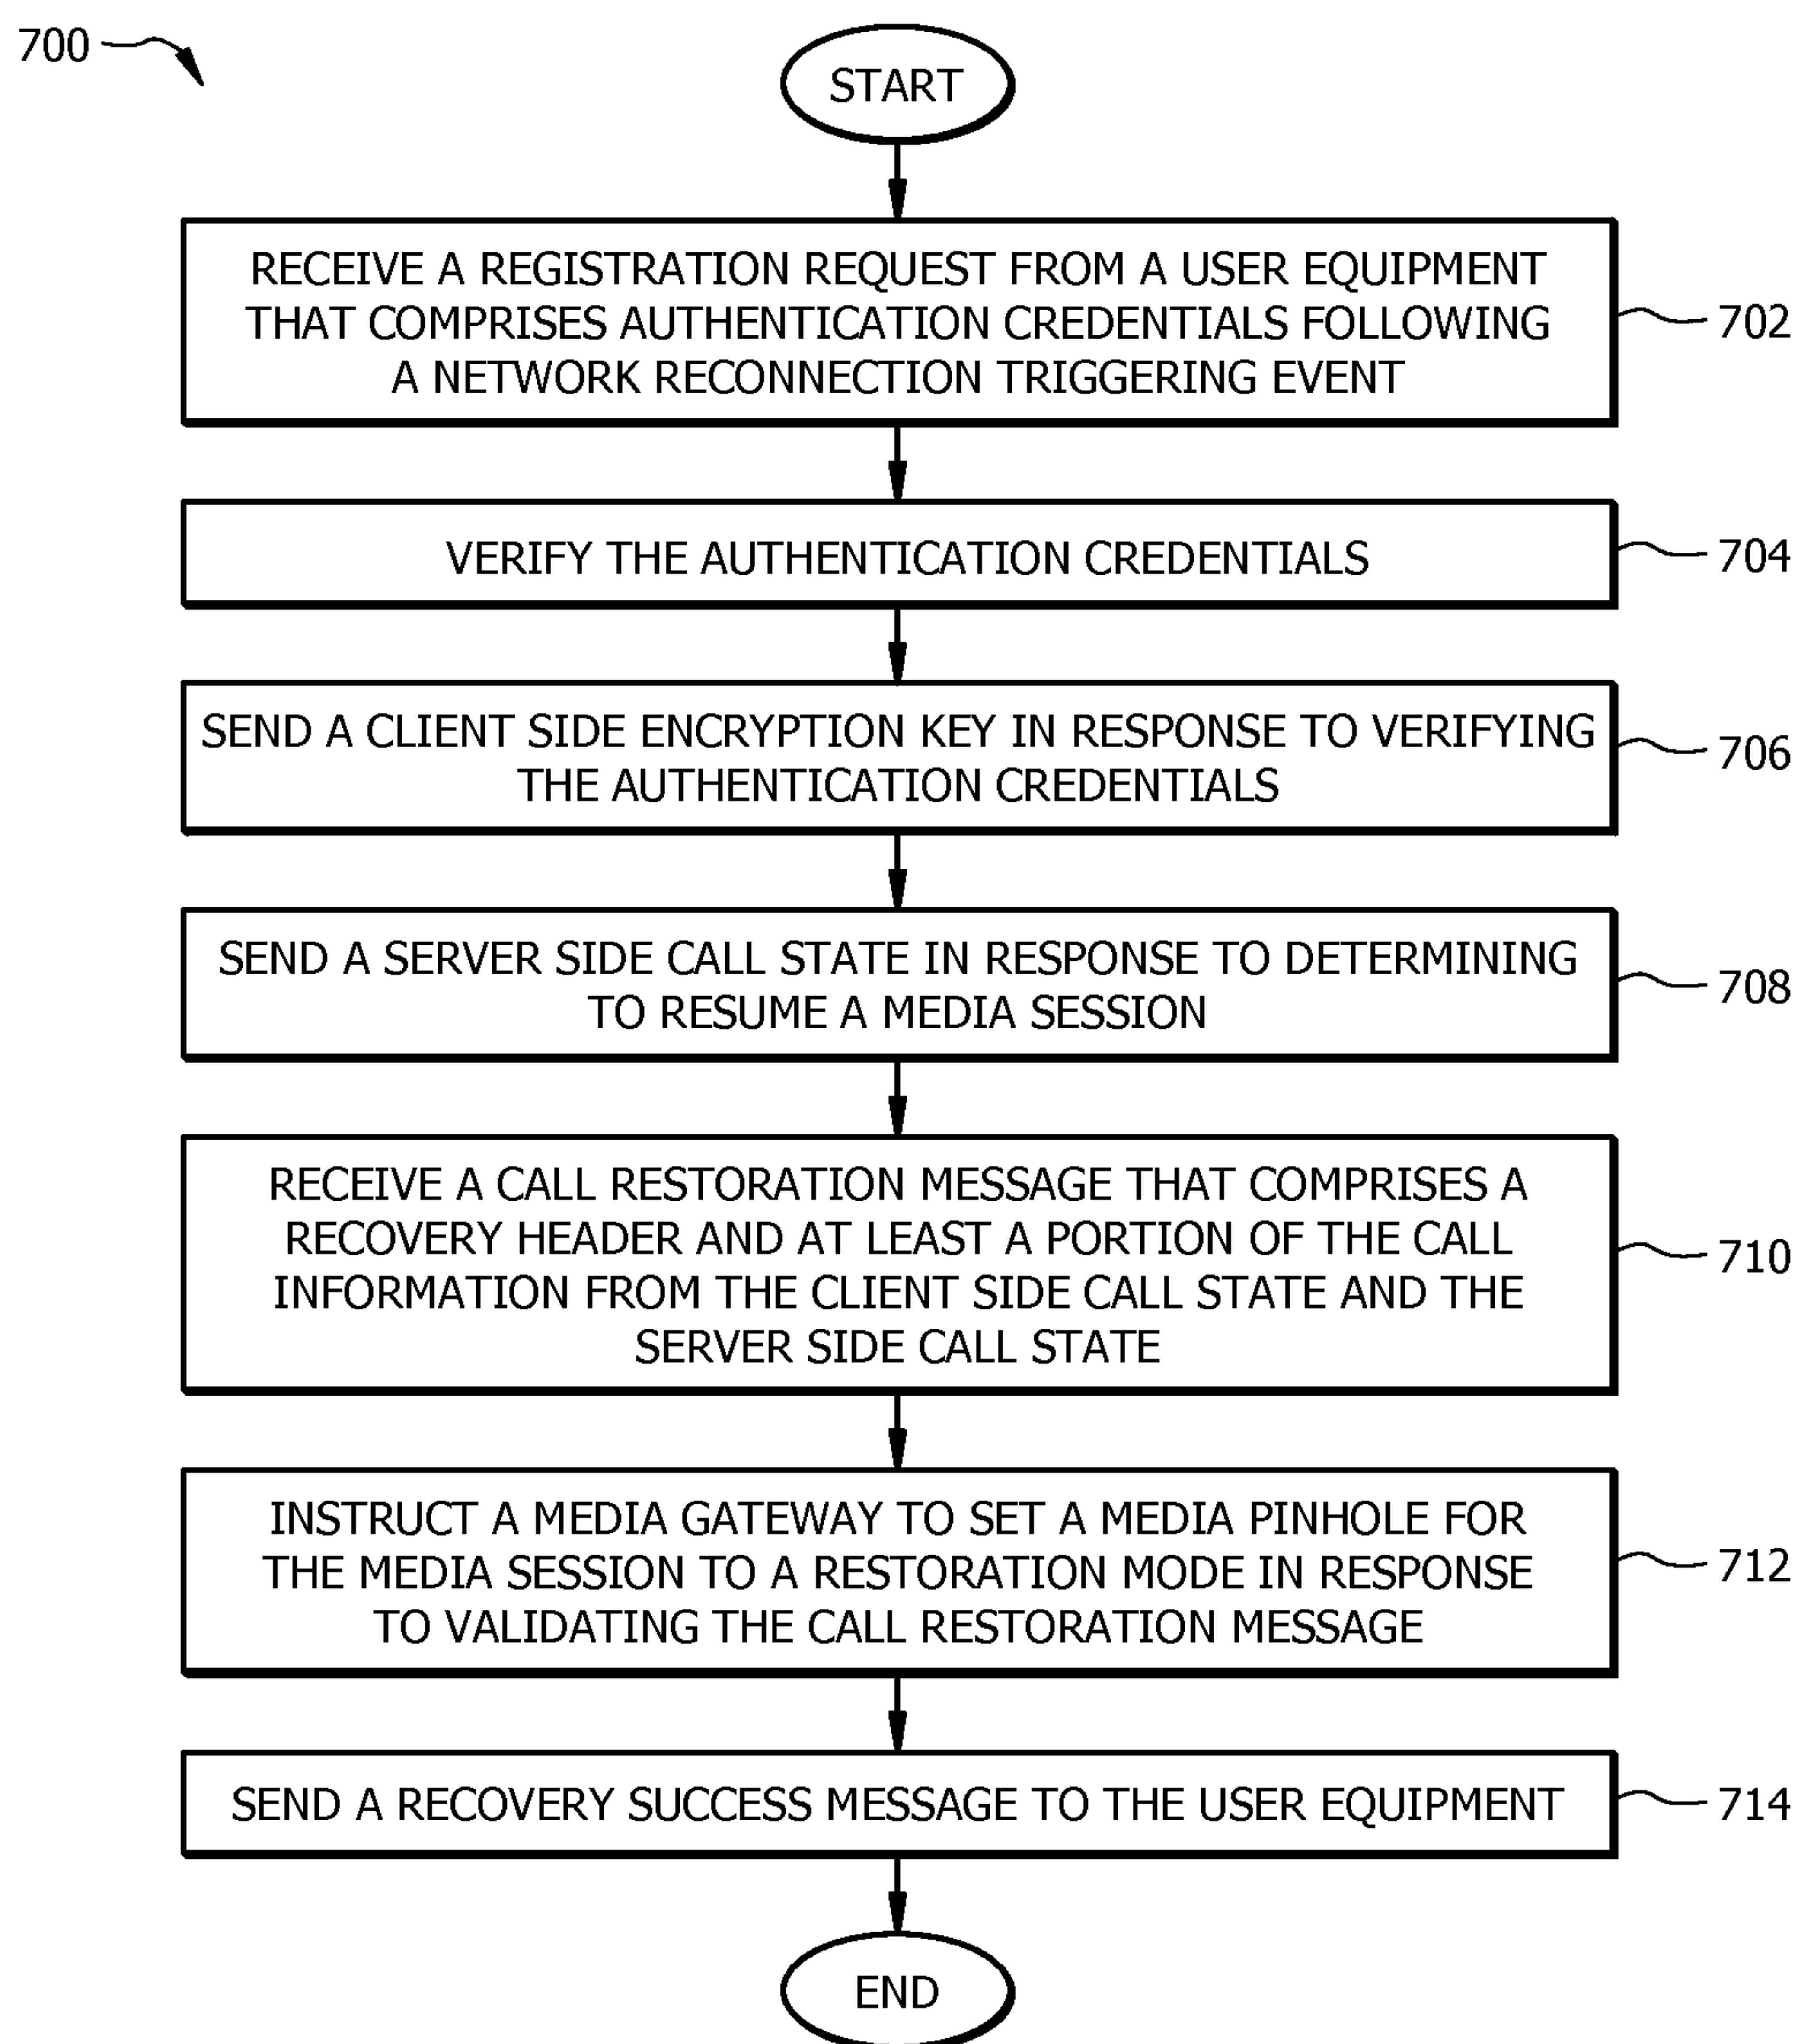 700
START
RECEIVE A REGISTRATION REQUEST FROM A USER EQUIPMENT
THAT COMPRISES AUTHENTICATION CREDENTIALS FOLLOWING
A NETWORK RECONNECTION TRIGGERING EVENT
702
VERIFY THE AUTHENTICATION CREDENTIALS
704
SEND A CLIENT SIDE ENCRYPTION KEY IN RESPONSE TO VERIFYING
THE AUTHENTICATION CREDENTIALS
706
SEND A SERVER SIDE CALL STATE IN RESPONSE TO DETERMINING
TO RESUME A MEDIA SESSION
708
RECEIVE A CALL RESTORATION MESSAGE THAT COMPRISES A
RECOVERY HEADER AND AT LEAST A PORTION OF THE CALL
INFORMATION FROM THE CLIENT SIDE CALL STATE AND THE
SERVER SIDE CALL STATE
710
INSTRUCT A MEDIA GATEWAY TO SET A MEDIA PINHOLE FOR
THE MEDIA SESSION TO A RESTORATION MODE IN RESPONSE
TO VALIDATING THE CALL RESTORATION MESSAGE
712
SEND A RECOVERY SUCCESS MESSAGE TO THE USER EQUIPMENT
714
END